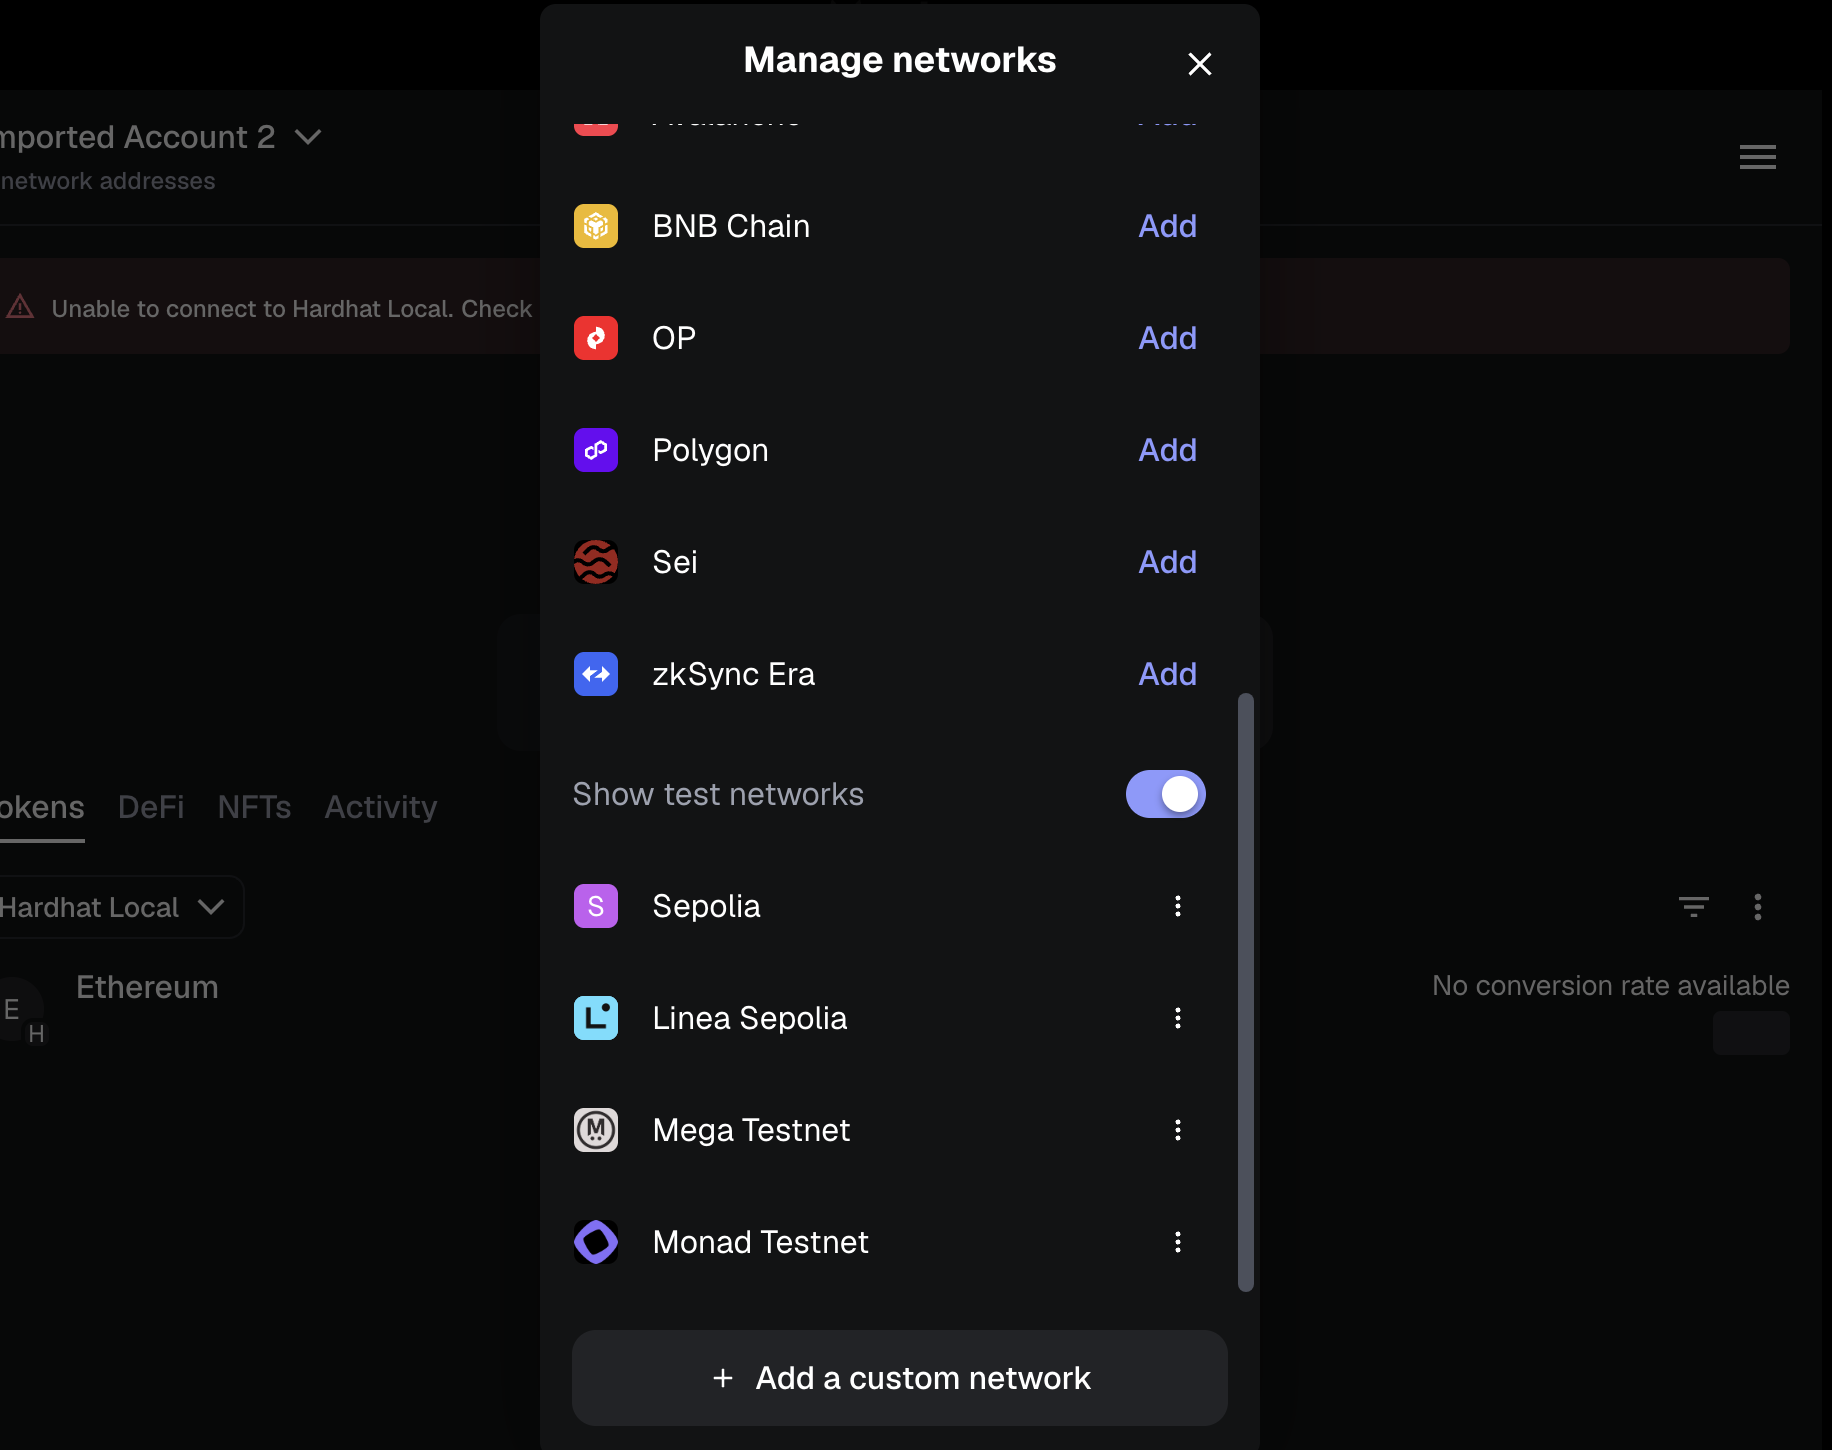 Manage networks
mported Account 2
network addresses
Add
BNB Chain Add
Unable to connect to Hardhat Local. Check
OP Add
Polygon Add
Sei Add
zkSync Era Add
Show test networks
okens DeFi NFTs Activity
S Sepolia
Hardhat Local
Ethereum
E
H
No conversion rate available
Linea Sepolia
M Mega Testnet
Monad Testnet
+ Add a custom network